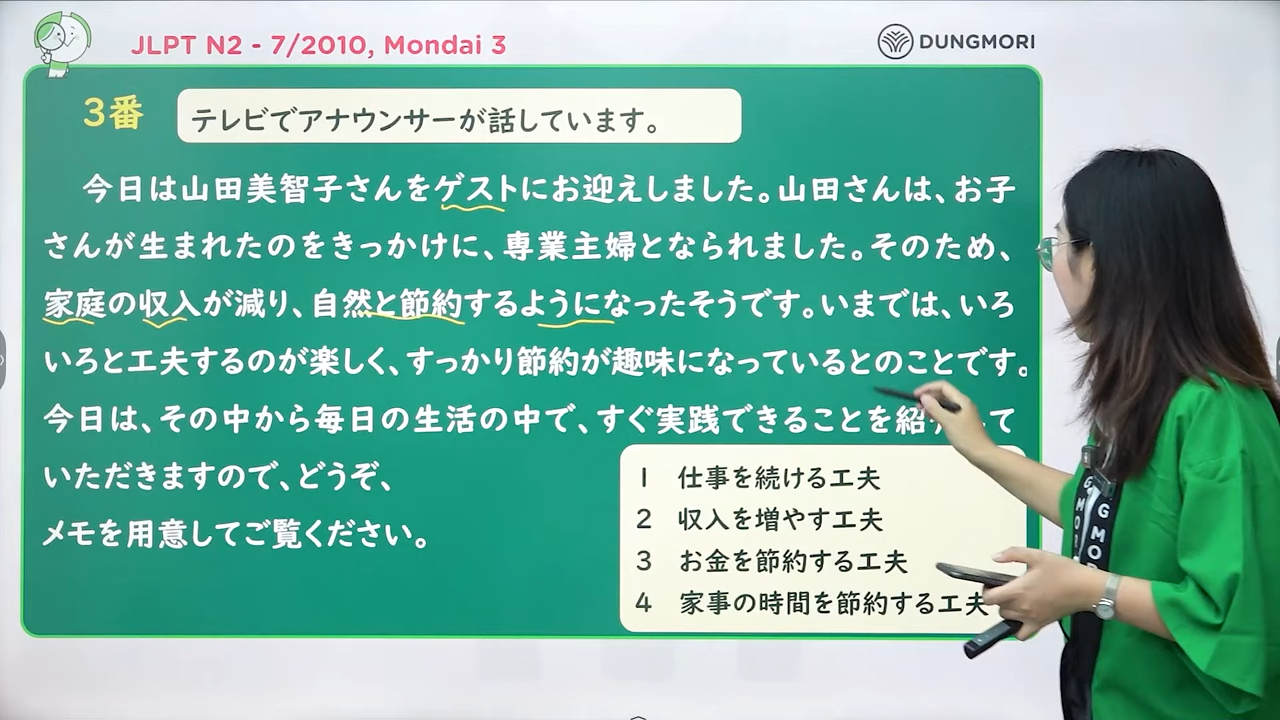 JLPT N2 - 7/2010, Mondai 3
DUNGMORI
3番
テレビでアナウンサーが話しています。
今日は山田美智子さんをゲストにお迎えしました。山田さんは、お子
さんが生まれたのをきっかけに、専業主婦となられました。そのため、
家庭の収入が減り、自然と節約するようになったそうです。いまでは、いろ
いろと工夫するのが楽しく、すっかり節約が趣味になっているとのことです。
今日は、その中から毎日の生活の中で、すぐ実践できることを紹 て
いただきますので、どうぞ、
メモを用意してご覧ください。
1 仕事を続ける工夫
2 収入を増やす工夫
3 お金を節約する工夫
4 家事の時間を節約する工夫